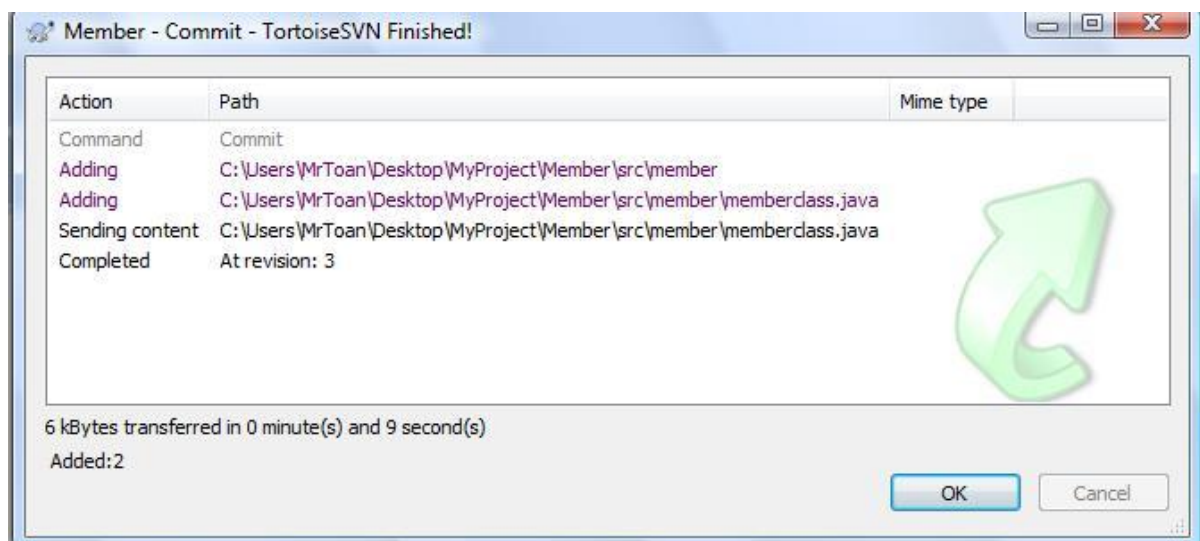 Member - Commit - TortoiseSVN Finished!
Action Path Mime type
Command Commit
Adding C:\Users\MrToan\Desktop\MyProject\Member\src\member
Adding C:\Users\MrToan\Desktop\MyProject\Member\src\member\memberclass.java
Sending content C:\Users\MrToan\Desktop\MyProject\Member\src\member\memberclass.java
Completed At revision: 3
6 kBytes transferred in 0 minute(s) and 9 second(s)
Added:2
OK Cancel